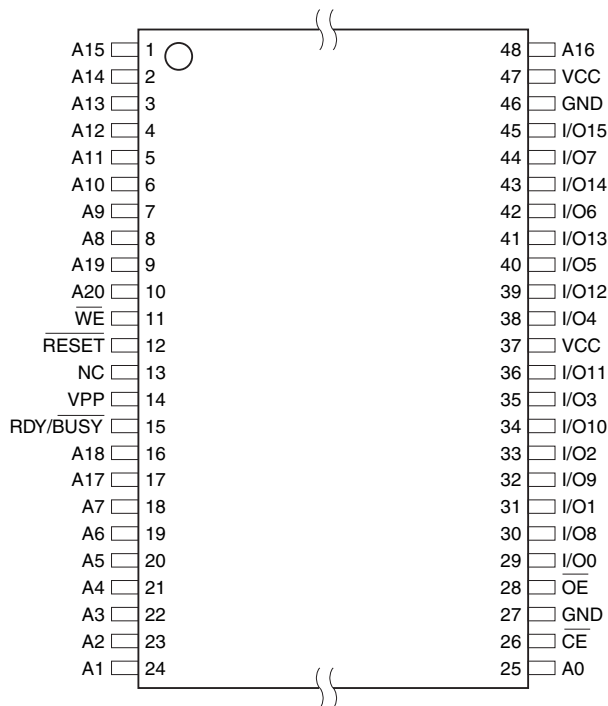 A15 1 48 A16
A14 2 47 VCC
A13 3 46 GND
A12 4 45 I/O15
A11 5 44 I/O7
A10 6 43 I/O14
A9 7 42 I/O6
A8 8 41 I/O13
A19 9 40 I/O5
A20 10 39 I/O12
WE 11 38 I/O4
RESET 12 37 VCC
NC 13 36 I/O11
VPP 14 35 I/O3
RDY/BUSY 15 34 I/O10
A18 16 33 I/O2
A17 17 32 I/O9
A7 18 31 I/O1
A6 19 30 I/O8
A5 20 29 I/O0
A4 21 28 OE
A3 22 27 GND
A2 23 26 CE
A1 24 25 A0